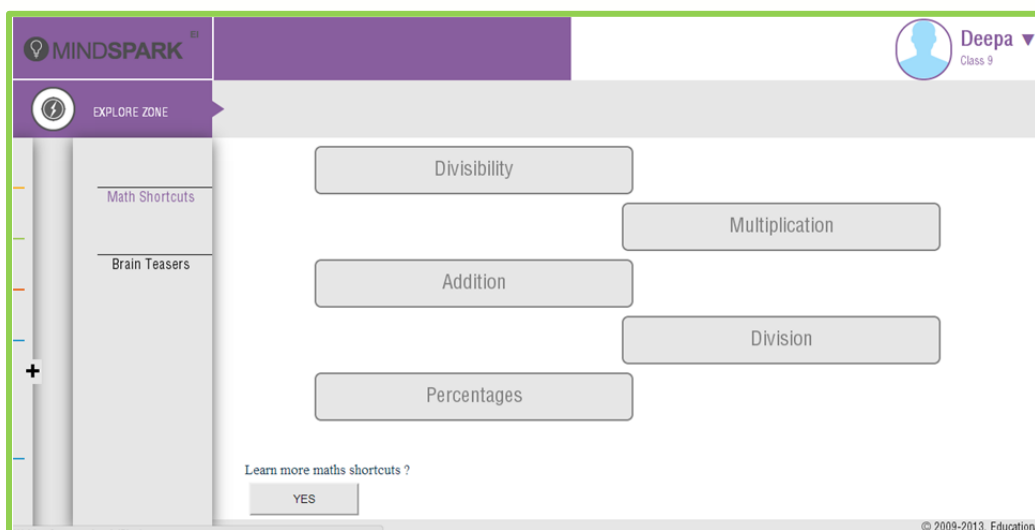 MINDSPARK EI
Deepa ▼
Class 9
EXPLORE ZONE
Math Shortcuts
Brain Teasers
Divisibility
Multiplication
Addition
Division
Percentages
+
Learn more maths shortcuts ?
YES
© 2009-2013, Education